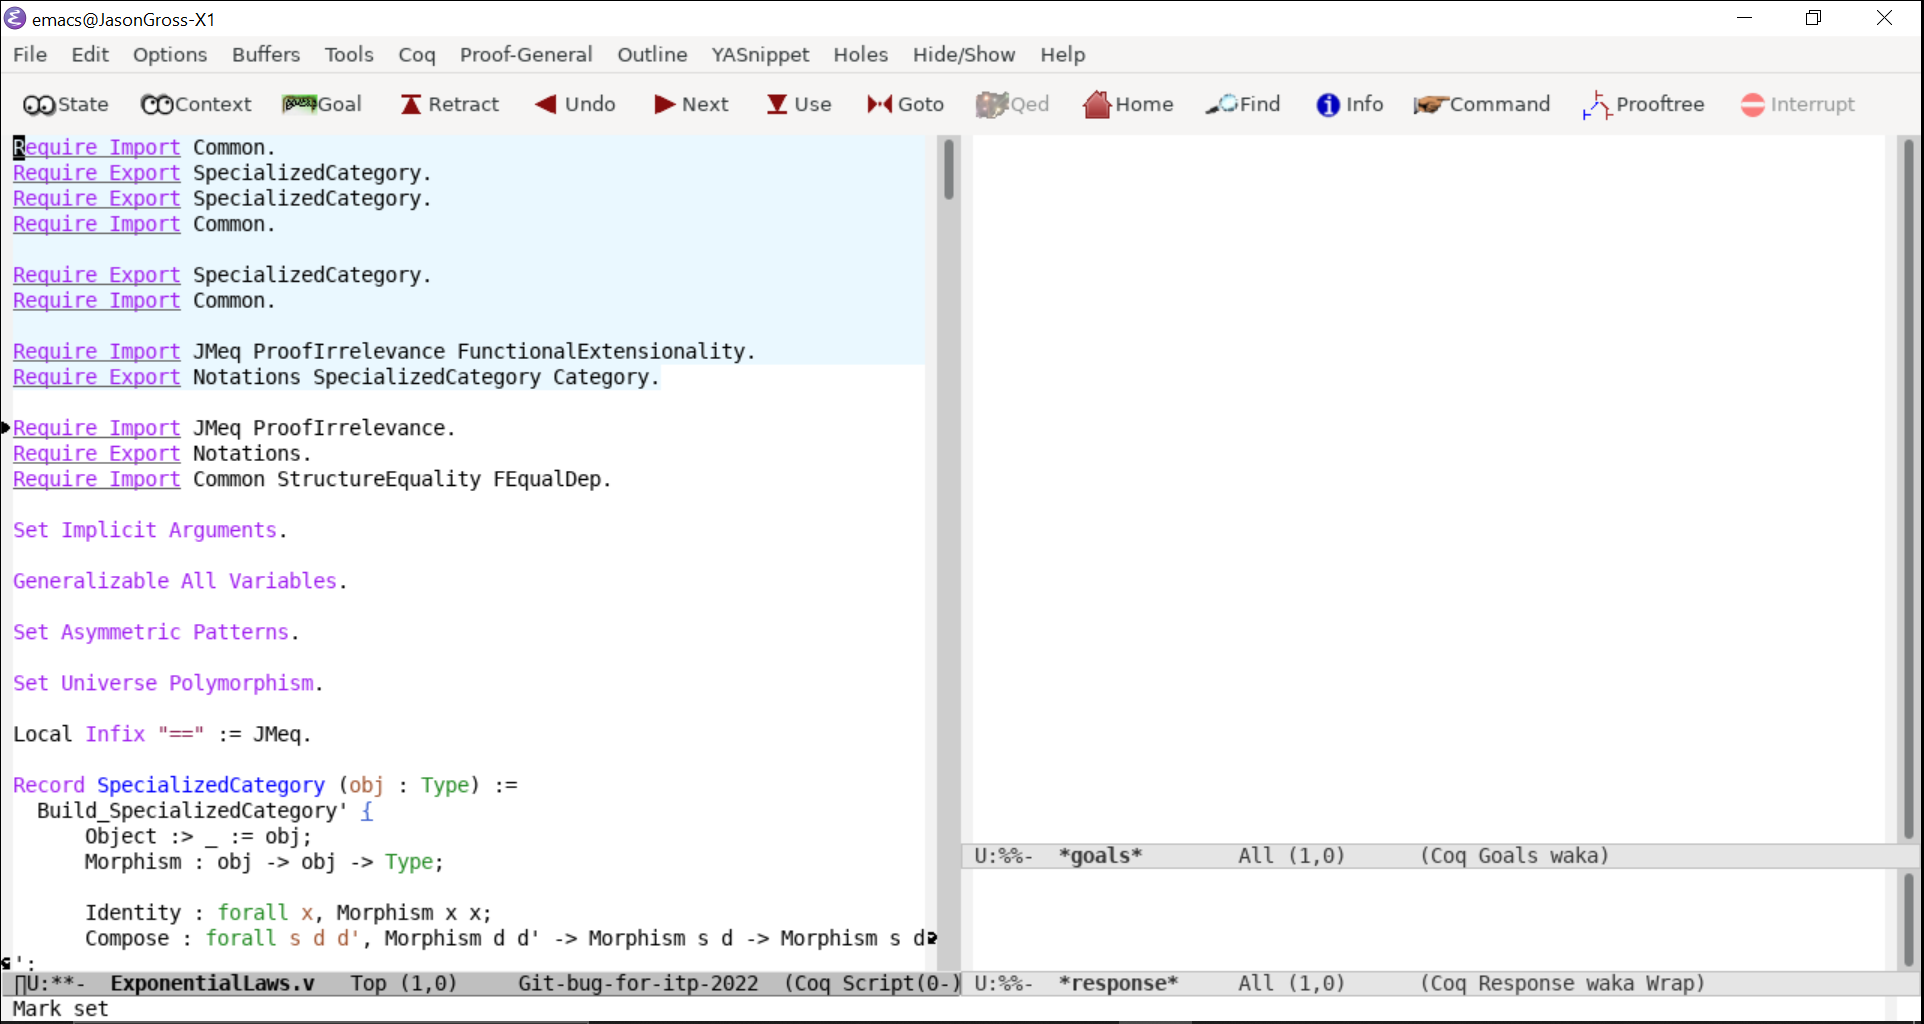 emacs@JasonGross-X1
File Edit Options Buffers Tools Coq Proof-General Outline YASnippet Holes Hide/Show Help
State Context Goal Retract Undo Next Use Goto Qed Home Find Info Command Prooftree Interrupt
Require Import Common.
Require Export SpecializedCategory.
Require Export SpecializedCategory.
Require Import Common.
Require Export SpecializedCategory.
Require Import Common.
Require Import JMeq ProofIrrelevance FunctionalExtensionality.
Require Export Notations SpecializedCategory Category.
Require Import JMeq ProofIrrelevance.
Require Export Notations.
Require Import Common StructureEquality FEqualDep.
Set Implicit Arguments.
Generalizable All Variables.
Set Asymmetric Patterns.
Set Universe Polymorphism.
Local Infix "==" := JMeq.
Record SpecializedCategory (obj : Type) :=
Build_SpecializedCategory' {
Object :> _ := obj;
Morphism : obj -> obj -> Type;
Identity : forall x, Morphism x x;
Compose : forall s d d', Morphism d d' -> Morphism s d -> Morphism s d
';
U:**- ExponentialLaws.v Top (1,0) Git-bug-for-itp-2022 (Coq Script(0-)
Mark set
U:%%- *goals* All (1,0) (Coq Goals waka)
U:%%- *response* All (1,0) (Coq Response waka Wrap)